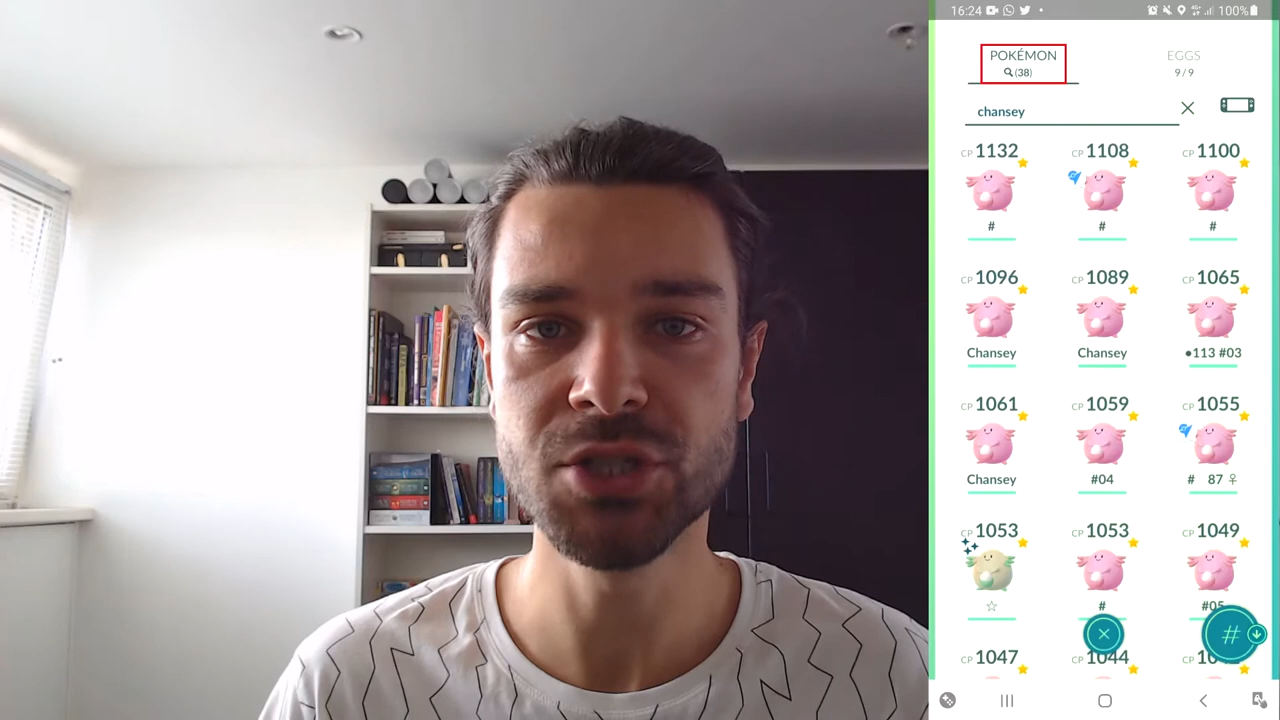 16:24 100%
POKÉMON EGGS
(38) 9/9
chansey
CP 1132 CP 1108 CP 1100
# # #
CP 1096 CP 1089 CP 1065
Chansey Chansey •113 #03
CP 1061 CP 1059 CP 1055
Chansey #04 # 87 ♀
CP 1053 CP 1053 CP 1049
☆ # #05
CP 1047 CP 1044 CP
#